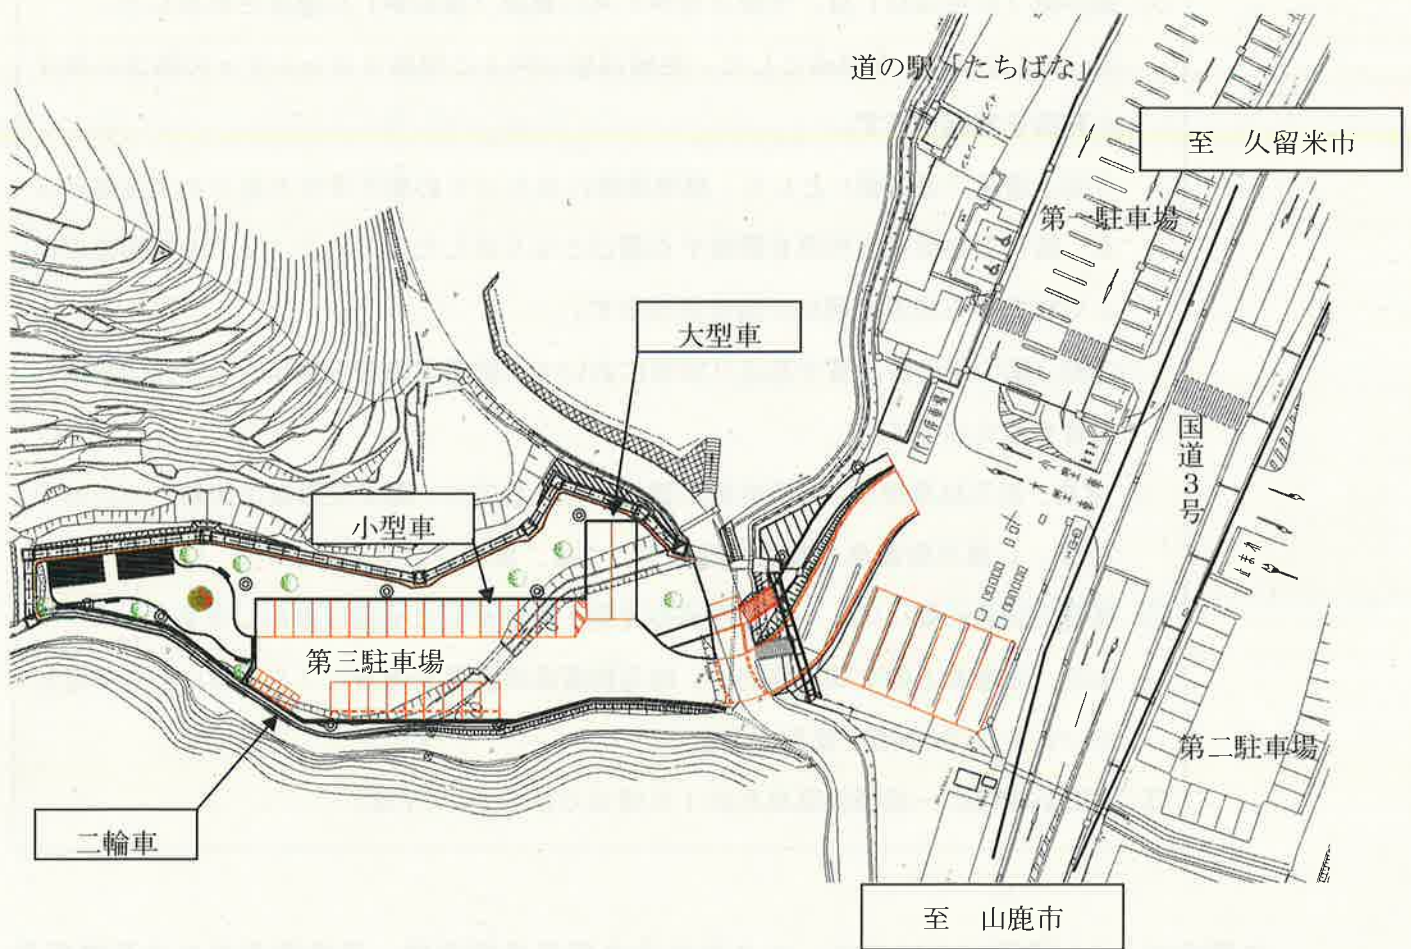 道の駅「たちばな」
至 久留米市
第一駐車場
大型車
国道3号
小型車
第三駐車場
第二駐車場
二輪車
至 山鹿市